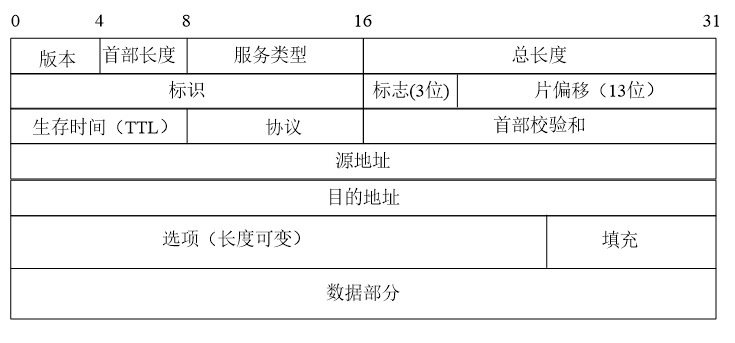 0 4 8 16 31
版本 首部长度 服务类型 总长度
标识 标志(3位) 片偏移（13位）
生存时间（TTL） 协议 首部校验和
源地址
目的地址
选项（长度可变） 填充
数据部分